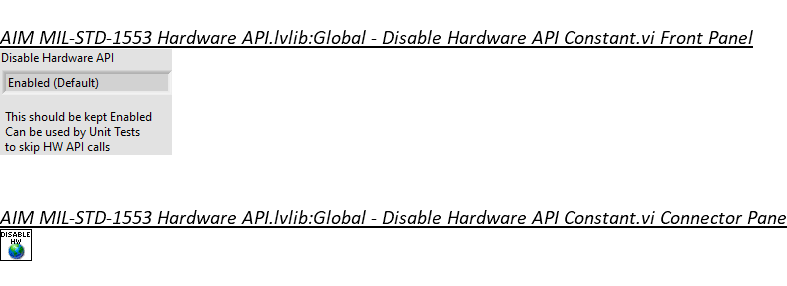 AIM MIL-STD-1553 Hardware API.lvlib:Global - Disable Hardware API Constant.vi Front Panel
Disable Hardware API
Enabled (Default)
This should be kept Enabled
Can be used by Unit Tests
to skip HW API calls
AIM MIL-STD-1553 Hardware API.lvlib:Global - Disable Hardware API Constant.vi Connector Pane
DISABLE
HW